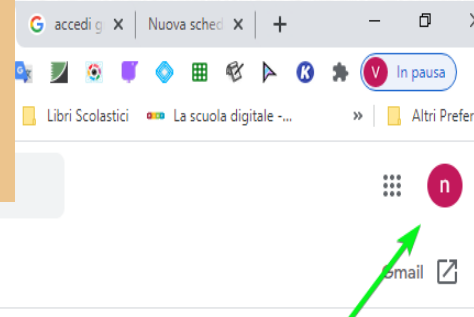 accedi g
Nuova sched
V In pausa
Libri Scolastici
La scuola digitale -...
»
Altri Prefer
n
Gmail